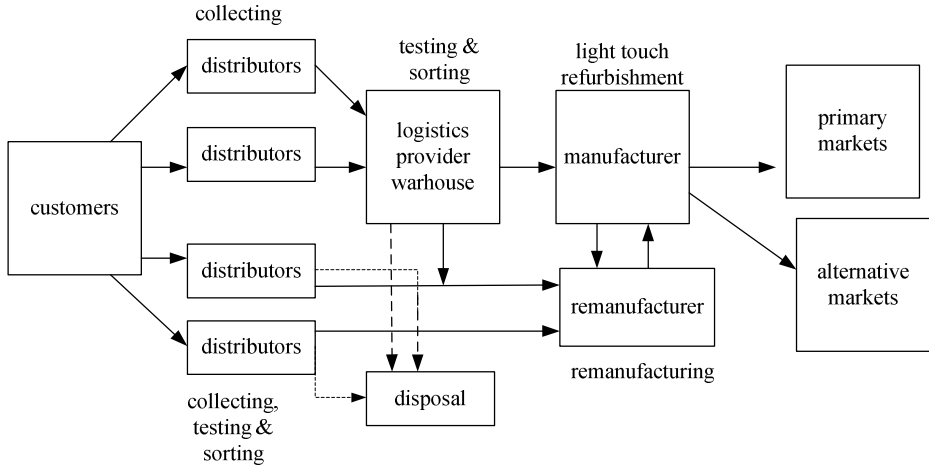 collecting
distributors
testing &
sorting
light touch
refurbishment
distributors
logistics
provider
warhouse
manufacturer
primary
markets
customers
distributors
distributors
remanufacturer
alternative
markets
disposal
remanufacturing
collecting,
testing &
sorting